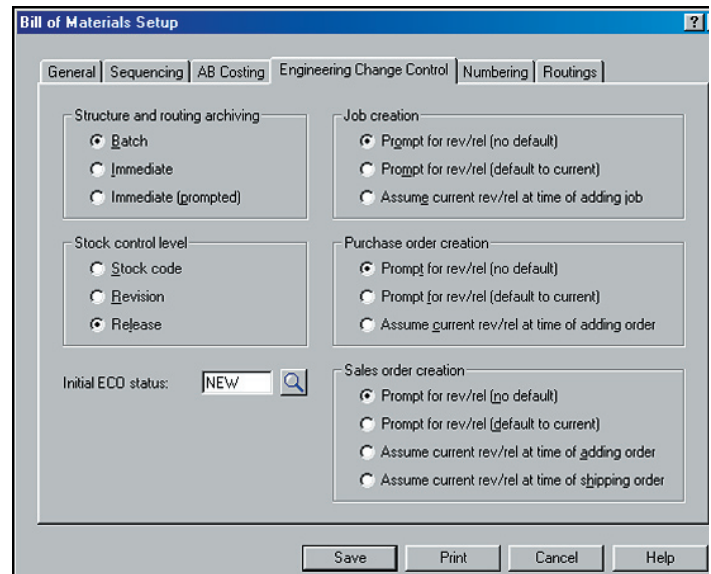 Bill of Materials Setup
?
General
Sequencing
AB Costing
Engineering Change Control
Numbering
Routings
Structure and routing archiving
Batch
Immediate
Immediate (prompted)
Stock control level
Stock code
Revision
Release
Initial ECO status: NEW
Job creation
Prompt for rev/rel (no default)
Prompt for rev/rel (default to current)
Assume current rev/rel at time of adding job
Purchase order creation
Prompt for rev/rel (no default)
Prompt for rev/rel (default to current)
Assume current rev/rel at time of adding order
Sales order creation
Prompt for rev/rel (no default)
Prompt for rev/rel (default to current)
Assume current rev/rel at time of adding order
Assume current rev/rel at time of shipping order
Save
Print
Cancel
Help